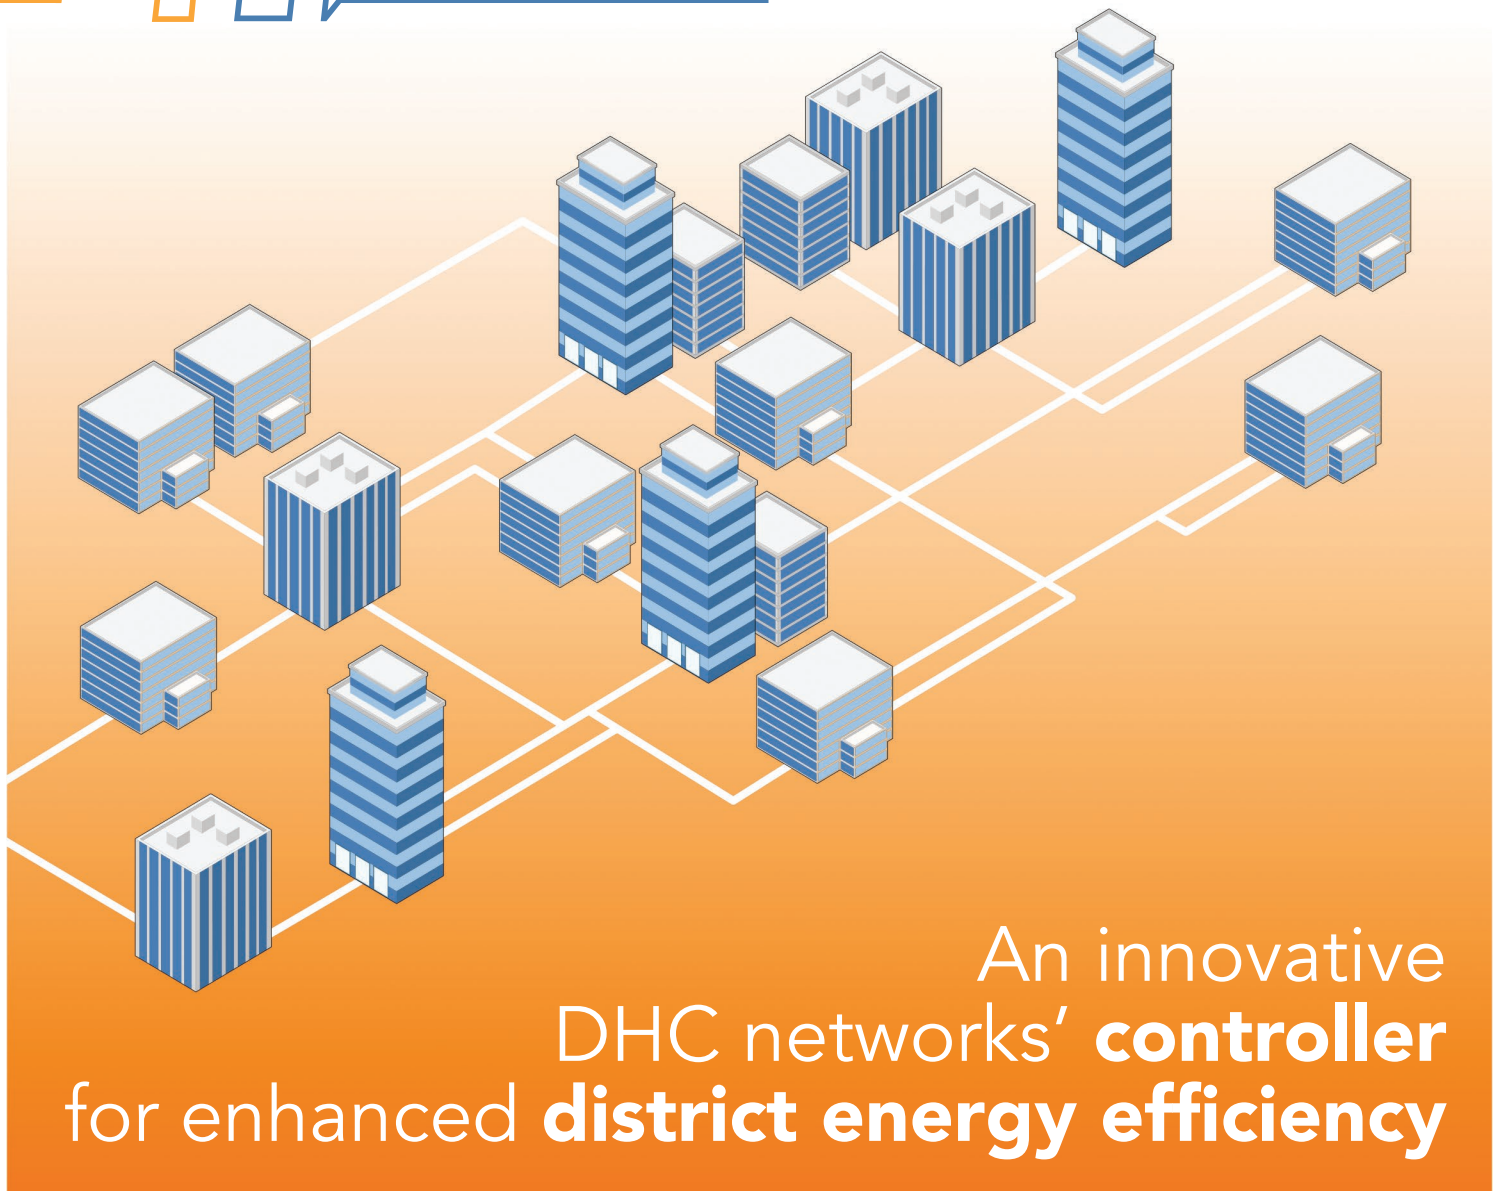 An innovative
DHC networks’ controller
for enhanced district energy efficiency